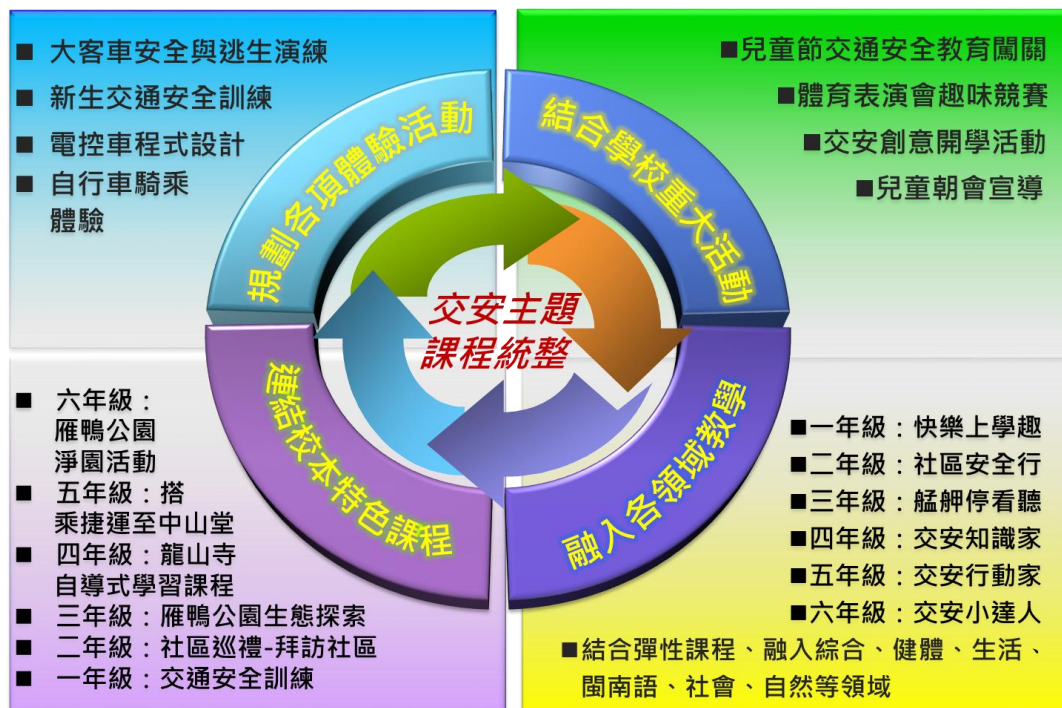 ■ 大客車安全與逃生演練
■ 新生交通安全訓練
■ 電控車程式設計
■ 自行車騎乘
體驗
規劃各項體驗活動
■兒童節交通安全教育闖關
■體育表演會趣味競賽
■交安創意開學活動
■兒童朝會宣導
結合學校重大活動
交安主題
課程統整
■ 六年級：
雁鴨公園
淨園活動
■ 五年級：搭
乘捷運至中山堂
■ 四年級：龍山寺
自導式學習課程
■ 三年級：雁鴨公園生態探索
■ 二年級：社區巡禮-拜訪社區
■ 一年級：交通安全訓練
連結校本特色課程
■一年級：快樂上學趣
■二年級：社區安全行
■三年級：艋舺停看聽
■四年級：交安知識家
■五年級：交安行動家
■六年級：交安小達人
■結合彈性課程、融入綜合、健體、生活、
閩南語、社會、自然等領域
融入各領域教學